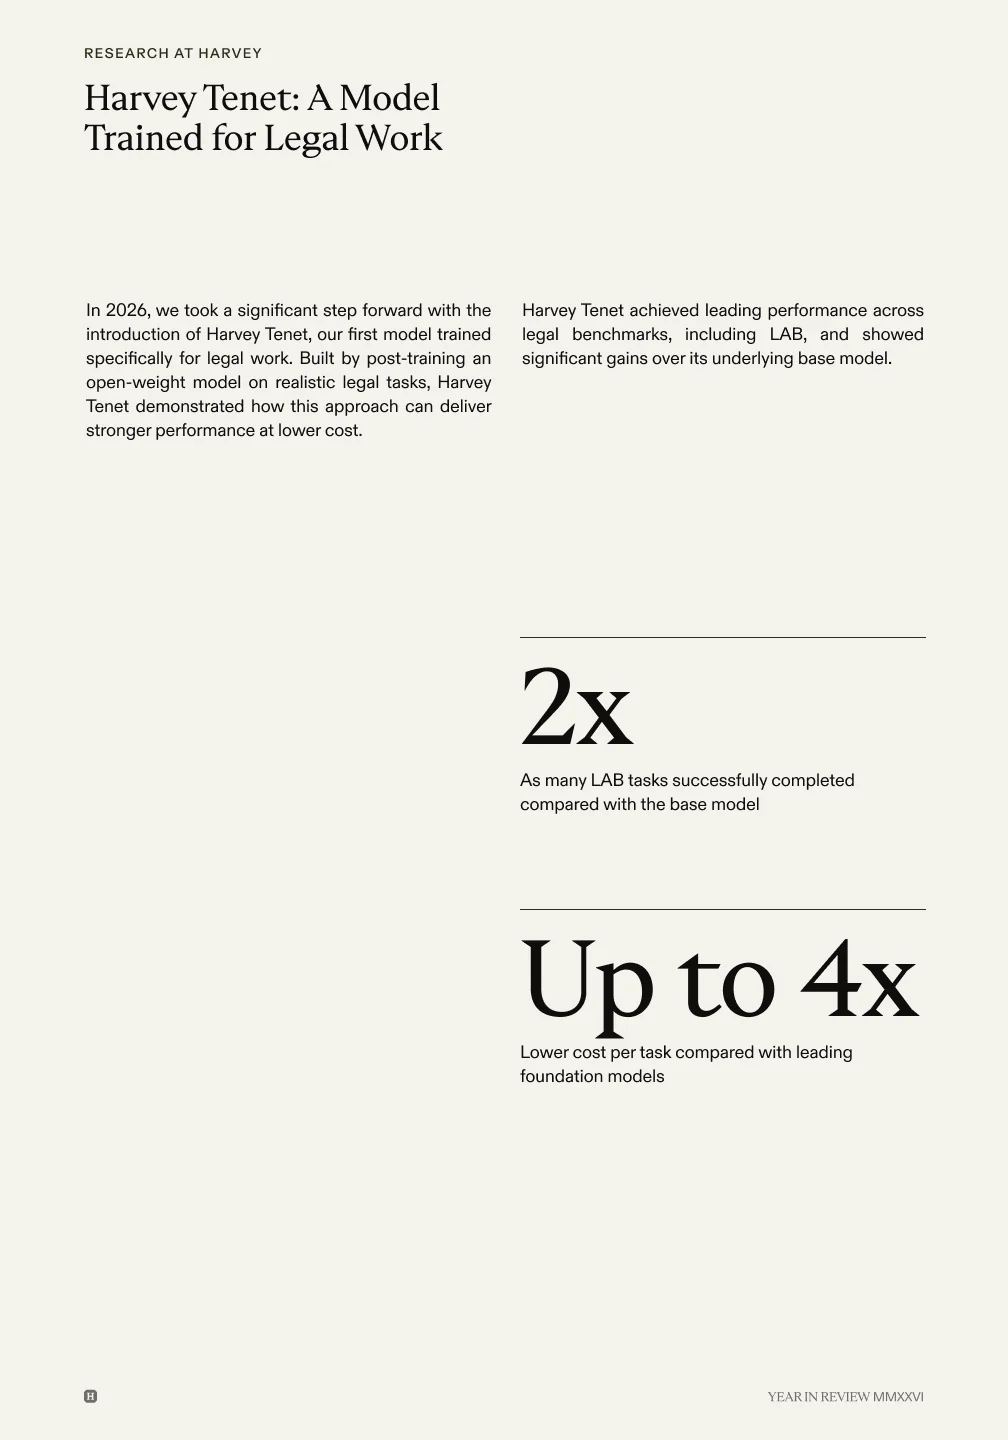 RESEARCH AT HARVEY
Harvey Tenet: A Model
Trained for Legal Work
In 2026, we took a significant step forward with the
introduction of Harvey Tenet, our first model trained
specifically for legal work. Built by post-training an
open-weight model on realistic legal tasks, Harvey
Tenet demonstrated how this approach can deliver
stronger performance at lower cost.
Harvey Tenet achieved leading performance across
legal benchmarks, including LAB, and showed
significant gains over its underlying base model.
2x
As many LAB tasks successfully completed
compared with the base model
Up to 4x
Lower cost per task compared with leading
foundation models
H
YEAR IN REVIEW MMXXVI